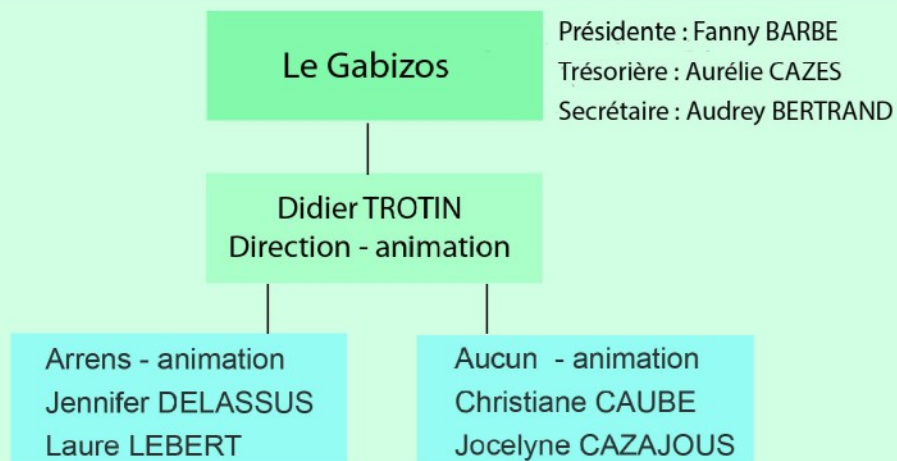 Le Gabizos
Présidente : Fanny BARBE
Trésorière : Aurélie CAZES
Secrétaire : Audrey BERTRAND
Didier TROTIN
Direction - animation
Arrens - animation
Jennifer DELASSUS
Laure LEBERT
Aucun - animation
Christiane CAUBE
Jocelyne CAZAJOUS